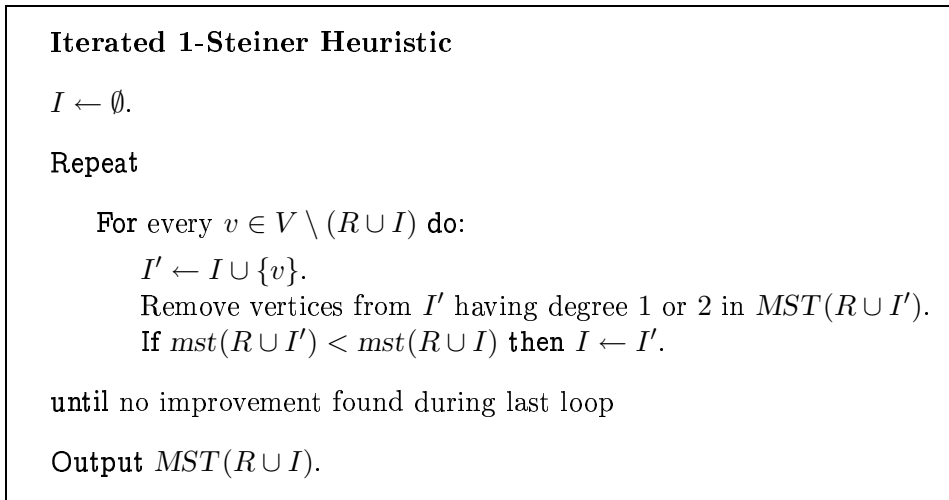 Iterated 1-Steiner Heuristic
I ← ∅.
Repeat
For every v ∈ V \ (R ∪ I) do:
I′ ← I ∪ {v}.
Remove vertices from I′ having degree 1 or 2 in MST(R ∪ I′).
If mst(R ∪ I′) < mst(R ∪ I) then I ← I′.
until no improvement found during last loop
Output MST(R ∪ I).